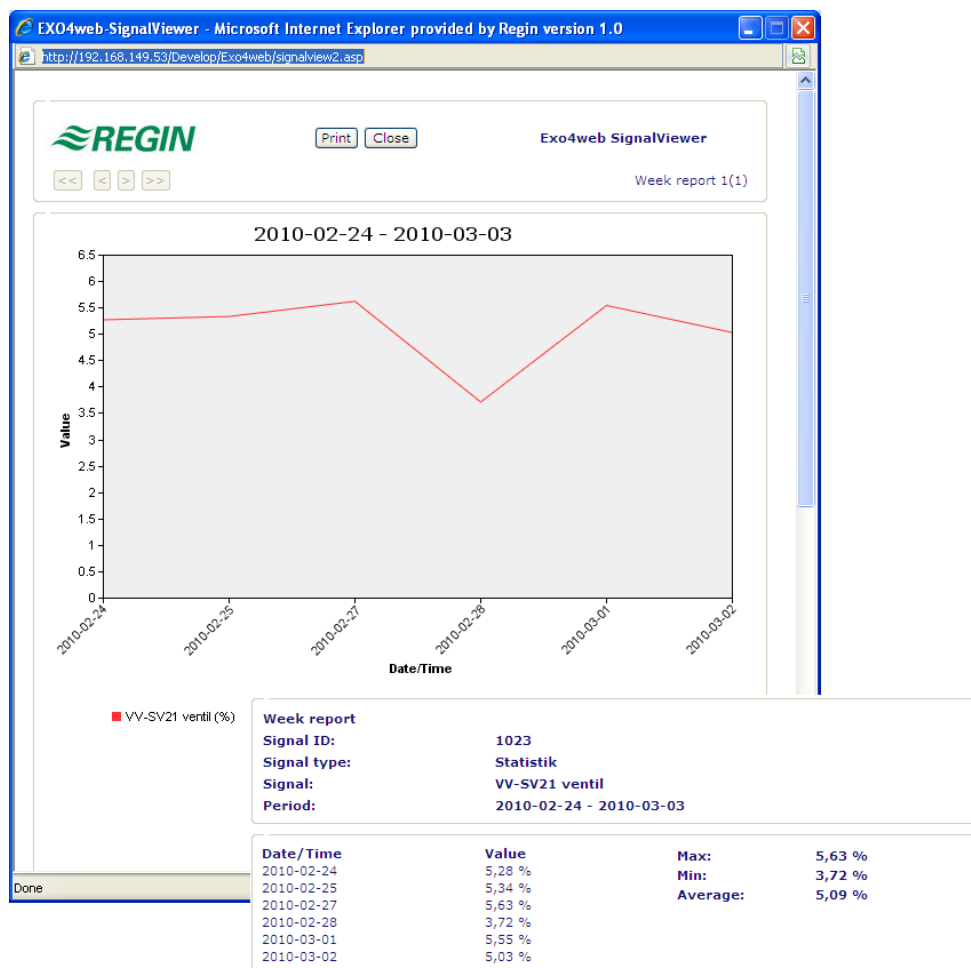 EXO4web-SignalViewer - Microsoft Internet Explorer provided by Regin version 1.0
http://192.168.149.53/Develop/Exo4web/signalview2.asp
REGIN
Print Close
Exo4web SignalViewer
<< < > >>
Week report 1(1)
2010-02-24 - 2010-03-03
6.5
6
5.5
5
4.5
4
3.5
3
2.5
2
1.5
1
0.5
0
Value
2010-02-24
2010-02-25
2010-02-27
2010-02-28
2010-03-01
2010-03-02
Date/Time
VV-SV21 ventil (%)
Week report
Signal ID: 1023
Signal type: Statistik
Signal: VV-SV21 ventil
Period: 2010-02-24 - 2010-03-03
Date/Time Value
2010-02-24 5,28 %
2010-02-25 5,34 %
2010-02-27 5,63 %
2010-02-28 3,72 %
2010-03-01 5,55 %
2010-03-02 5,03 %
Max: 5,63 %
Min: 3,72 %
Average: 5,09 %
Done